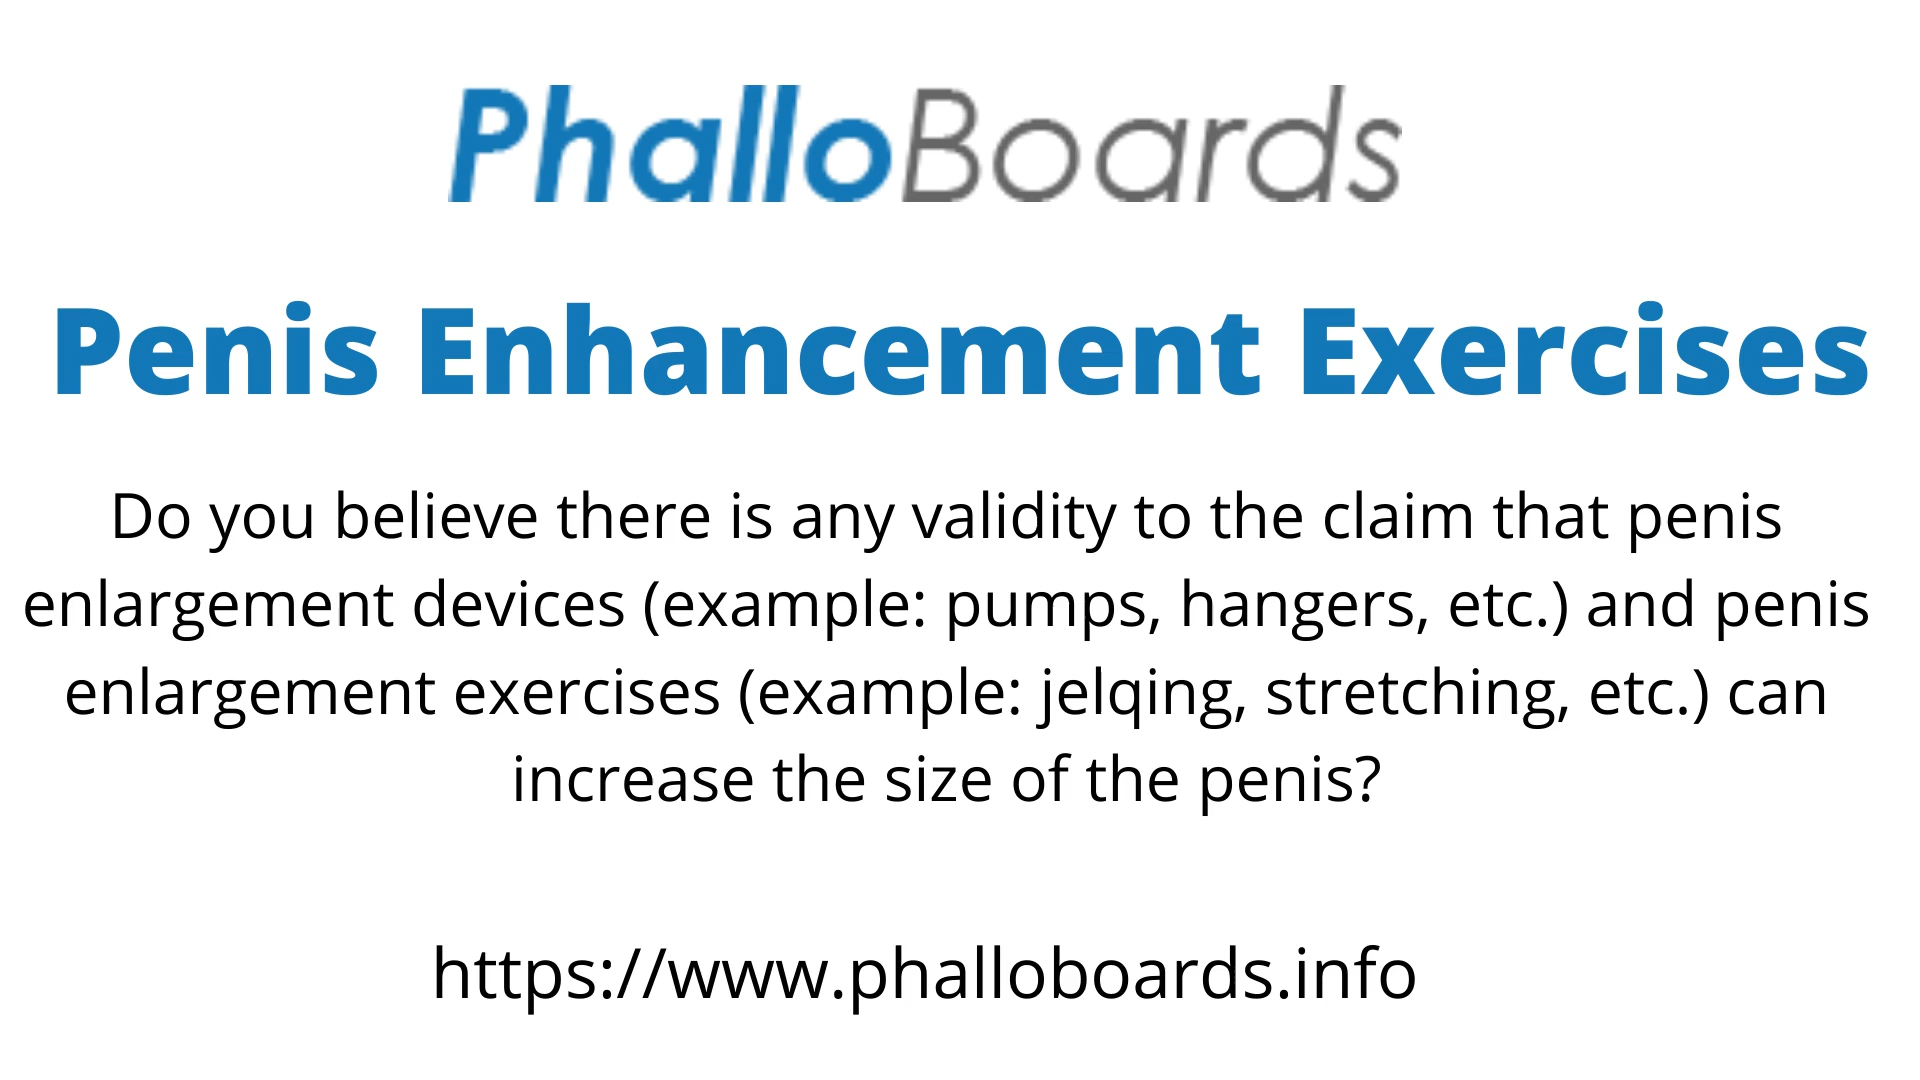 PhalloBoards
Penis Enhancement Exercises
Do you believe there is any validity to the claim that penis
enlargement devices (example: pumps, hangers, etc.) and penis
enlargement exercises (example: jelqing, stretching, etc.) can
increase the size of the penis?
https://www.phalloboards.info